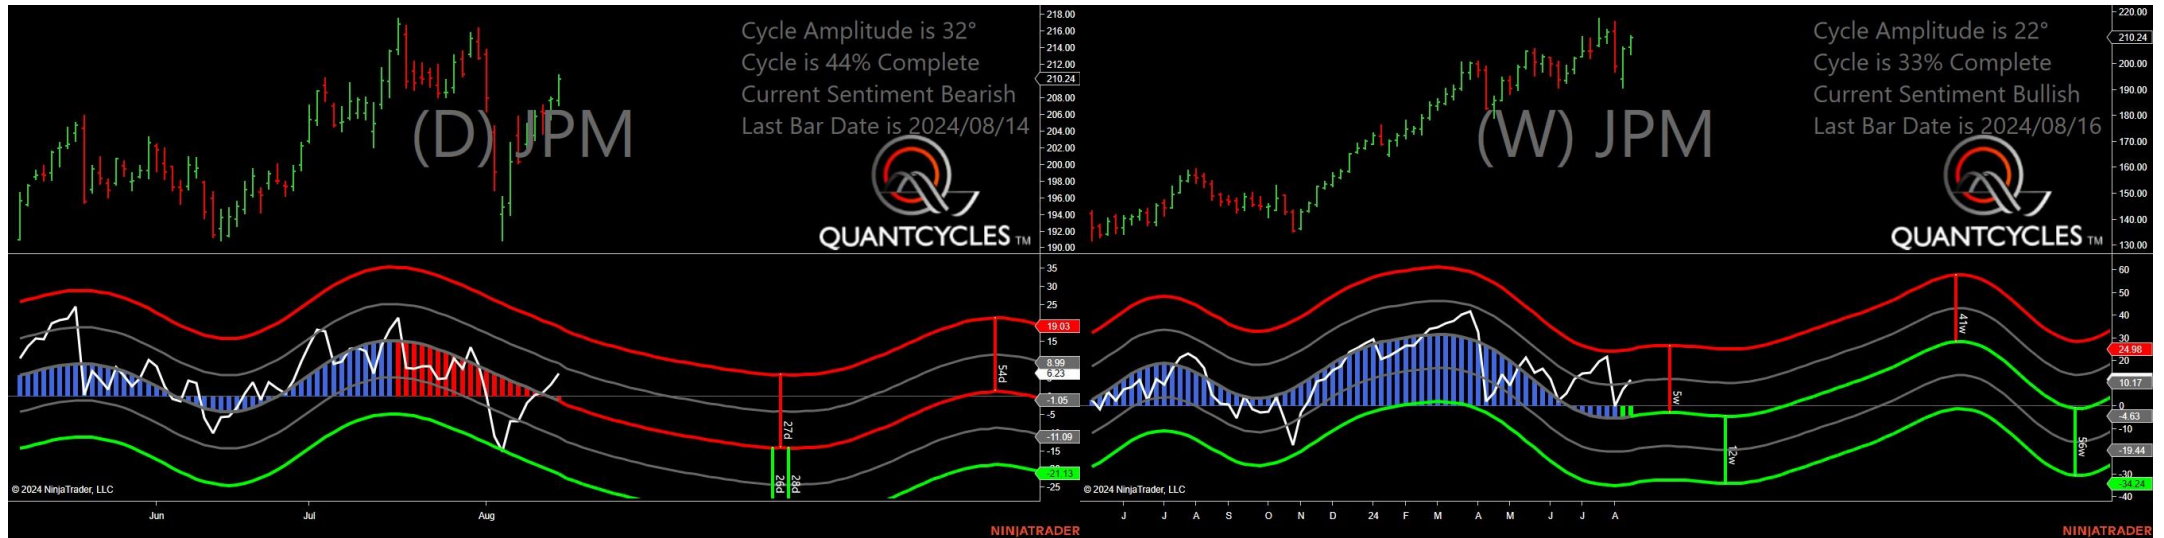 Cycle Amplitude is 32°
Cycle is 44% Complete
Current Sentiment Bearish
Last Bar Date is 2024/08/14
(D) JPM
QUANTCYCLES TM
218.00
216.00
214.00
212.00
210.24
208.00
206.00
204.00
202.00
200.00
198.00
196.00
194.00
192.00
190.00
35
30
25
19.03
15
8.99
6.23
-1.05
-5
-11.09
-15
-21.13
-25
27d
26d
28d
54d
© 2024 NinjaTrader, LLC
Jun Jul Aug
NINJATRADER
Cycle Amplitude is 22°
Cycle is 33% Complete
Current Sentiment Bullish
Last Bar Date is 2024/08/16
(W) JPM
QUANTCYCLES TM
220.00
210.24
200.00
190.00
180.00
170.00
160.00
150.00
140.00
130.00
60
50
40
30
24.98
20
10.17
0
-4.63
-10
-19.44
-30
-34.24
-40
5w
12w
41w
56w
© 2024 NinjaTrader, LLC
J J A S O N D 24 F M A M J J A
NINJATRADER